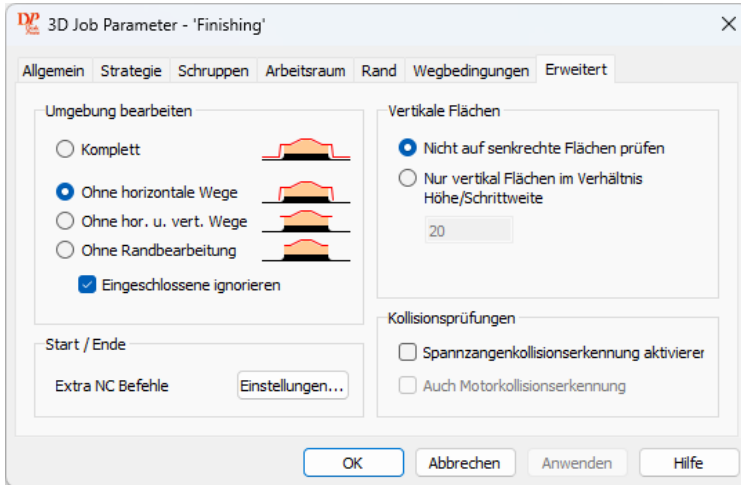 3D Job Parameter - 'Finishing'
Allgemein Strategie Schruppen Arbeitsraum Rand Wegbedingungen Erweitert
Umgebung bearbeiten
Komplett
Ohne horizontale Wege
Ohne hor. u. vert. Wege
Ohne Randbearbeitung
Eingeschlossene ignorieren
Start / Ende
Extra NC Befehle Einstellungen...
Vertikale Flächen
Nicht auf senkrechte Flächen prüfen
Nur vertikal Flächen im Verhältnis
Höhe/Schrittweite
20
Kollisionsprüfungen
Spannzangenkollisionserkennung aktivieren
Auch Motorkollisionserkennung
OK Abbrechen Anwenden Hilfe